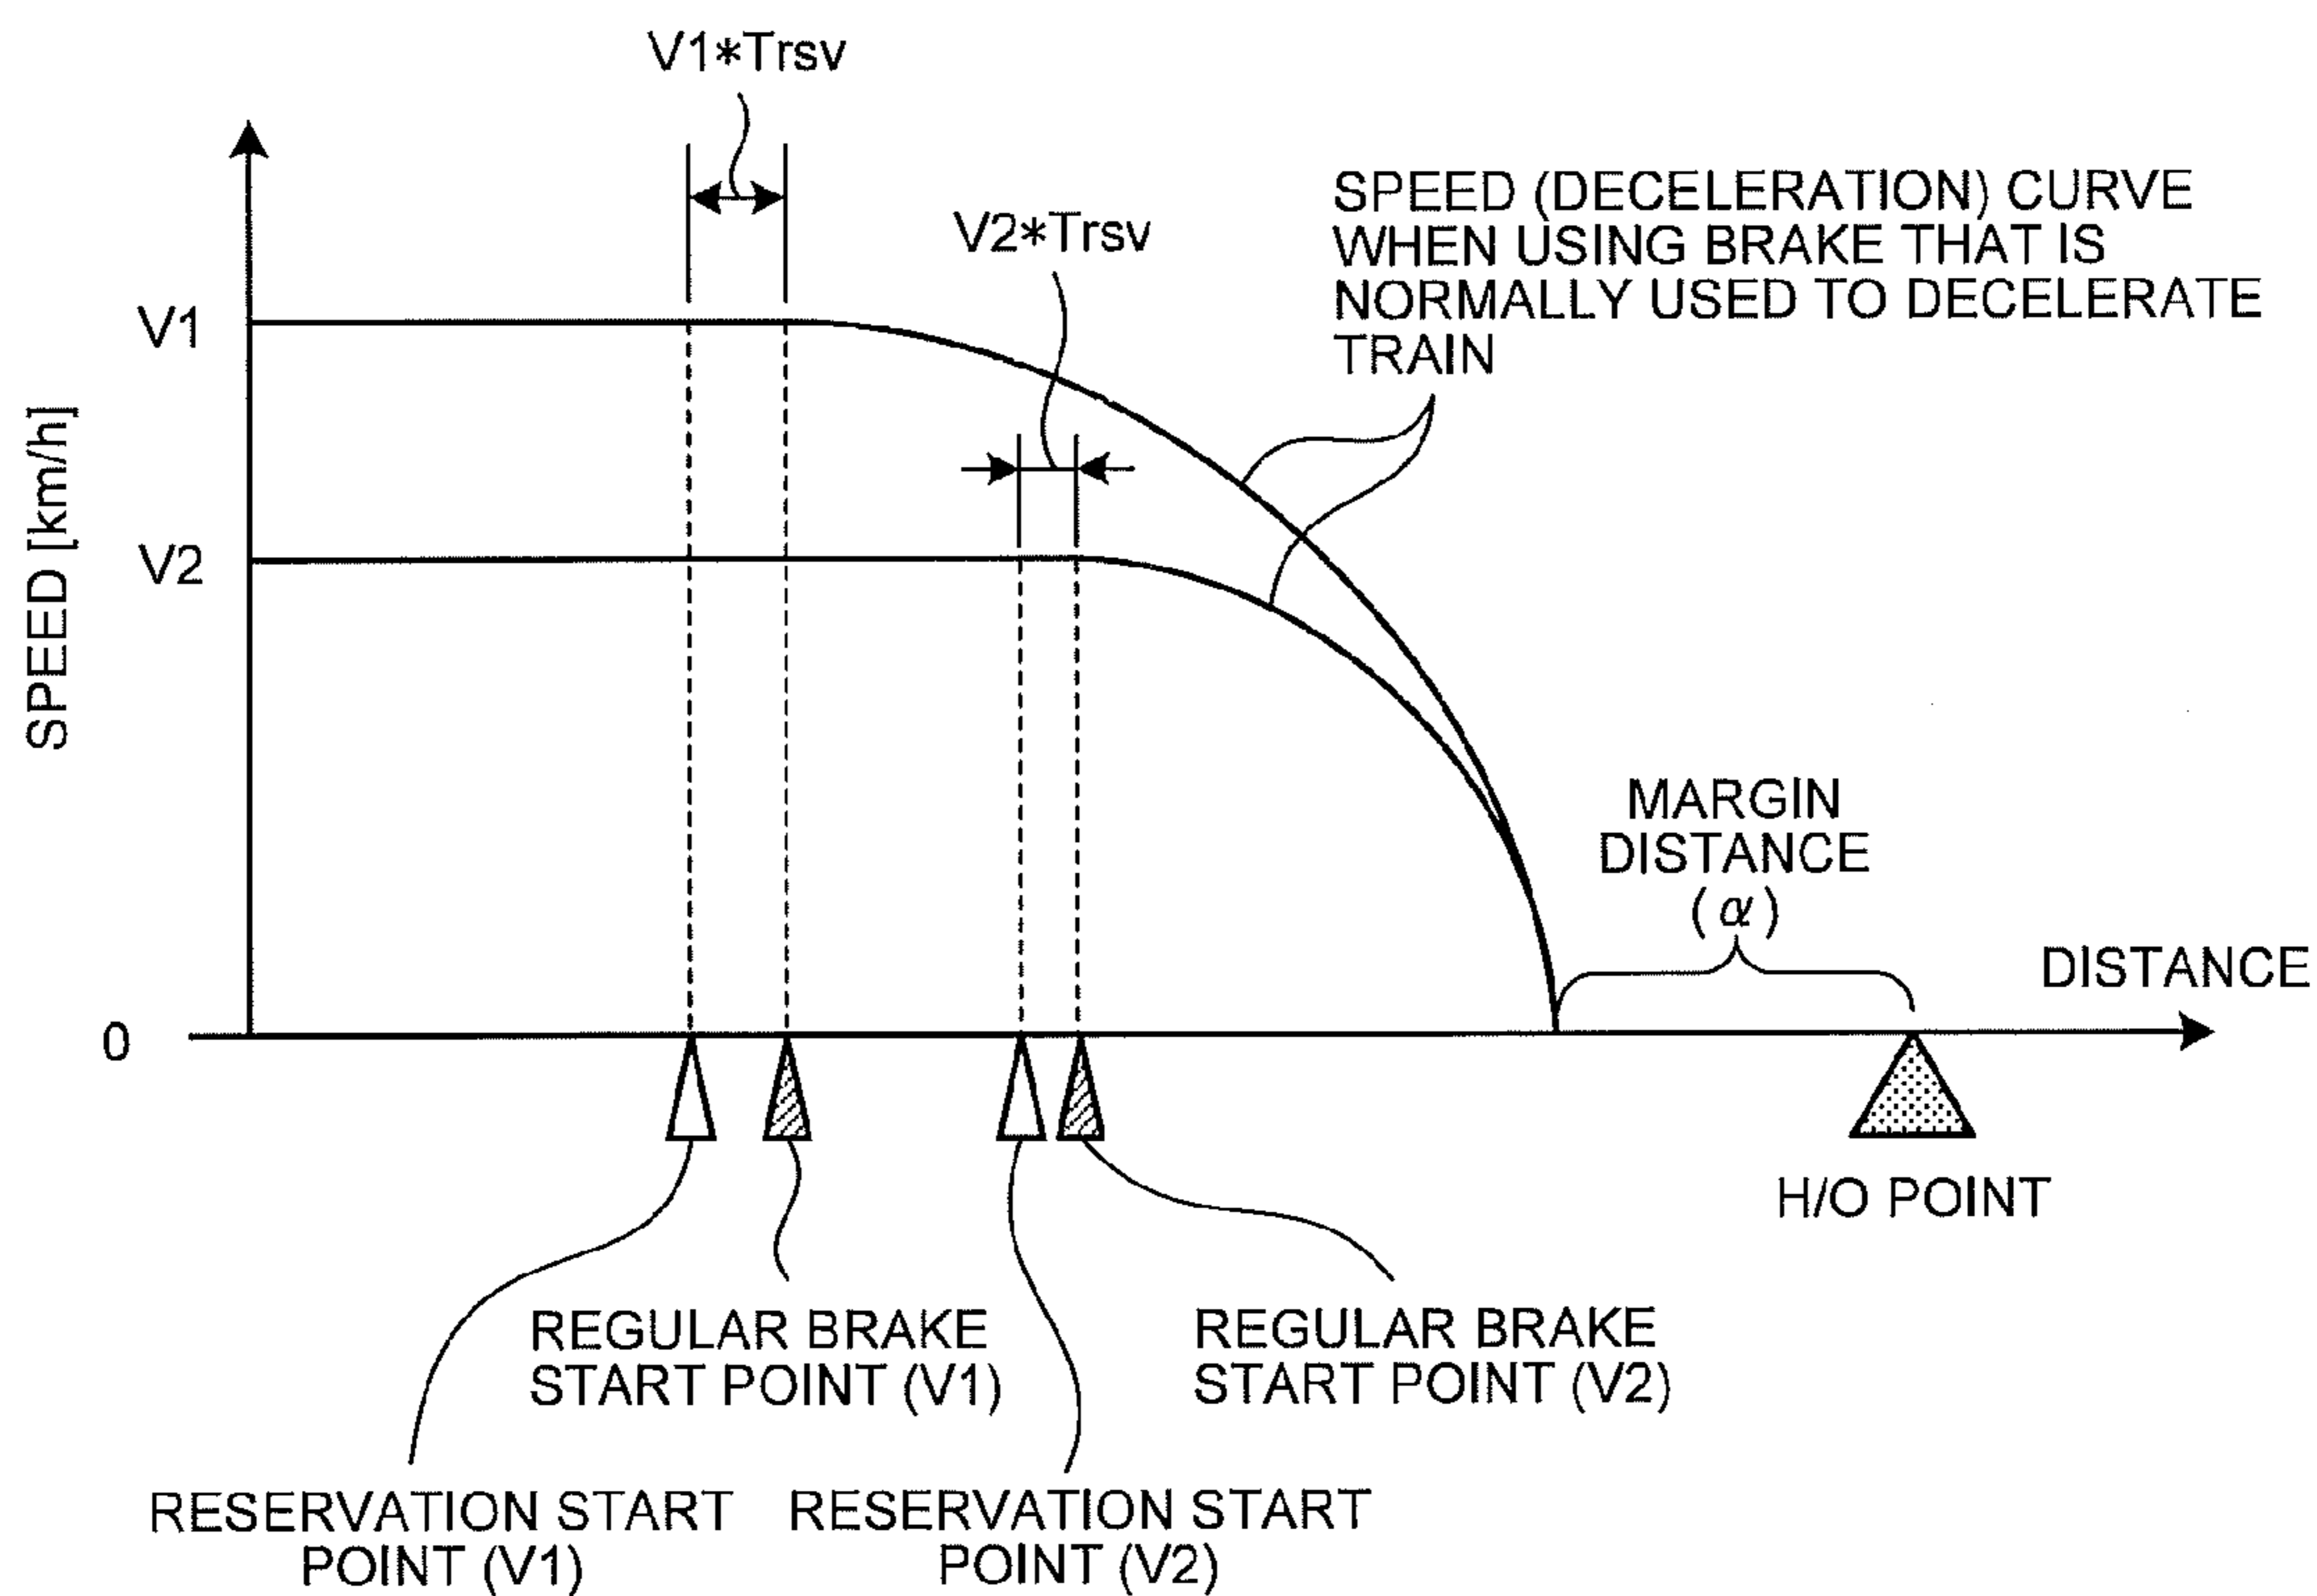 V1*Trsv
V2*Trsv
SPEED (DECELERATION) CURVE
WHEN USING BRAKE THAT IS
NORMALLY USED TO DECELERATE
TRAIN
V1
V2
SPEED [km/h]
MARGIN
DISTANCE
(α)
DISTANCE
0
H/O POINT
REGULAR BRAKE
START POINT (V1)
REGULAR BRAKE
START POINT (V2)
RESERVATION START
POINT (V1)
RESERVATION START
POINT (V2)